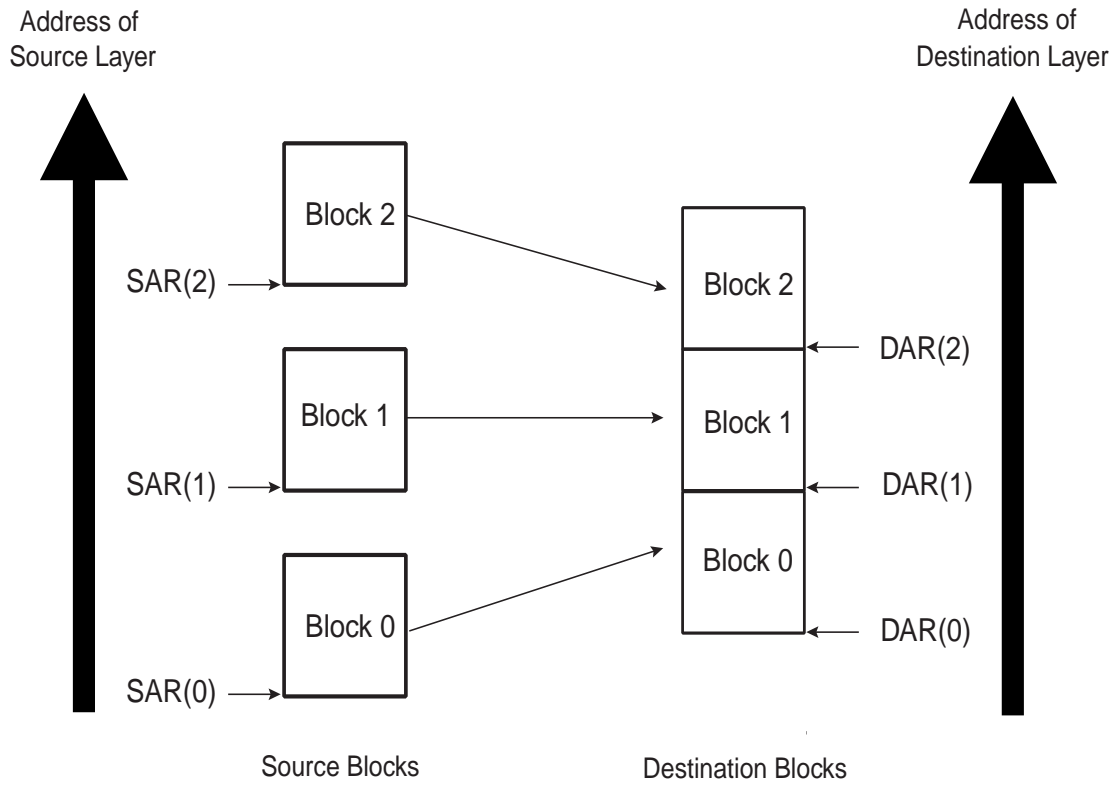 Address of
Source Layer
Address of
Destination Layer
Block 2
SAR(2)
Block 2
DAR(2)
Block 1
Block 1
SAR(1)
DAR(1)
Block 0
Block 0
DAR(0)
SAR(0)
Source Blocks
Destination Blocks